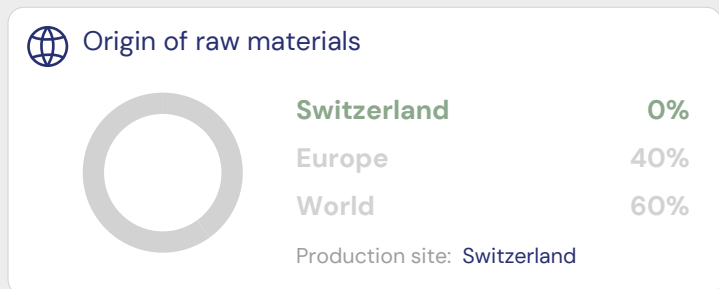 Origin of raw materials
Switzerland 0%
Europe 40%
World 60%
Production site: Switzerland